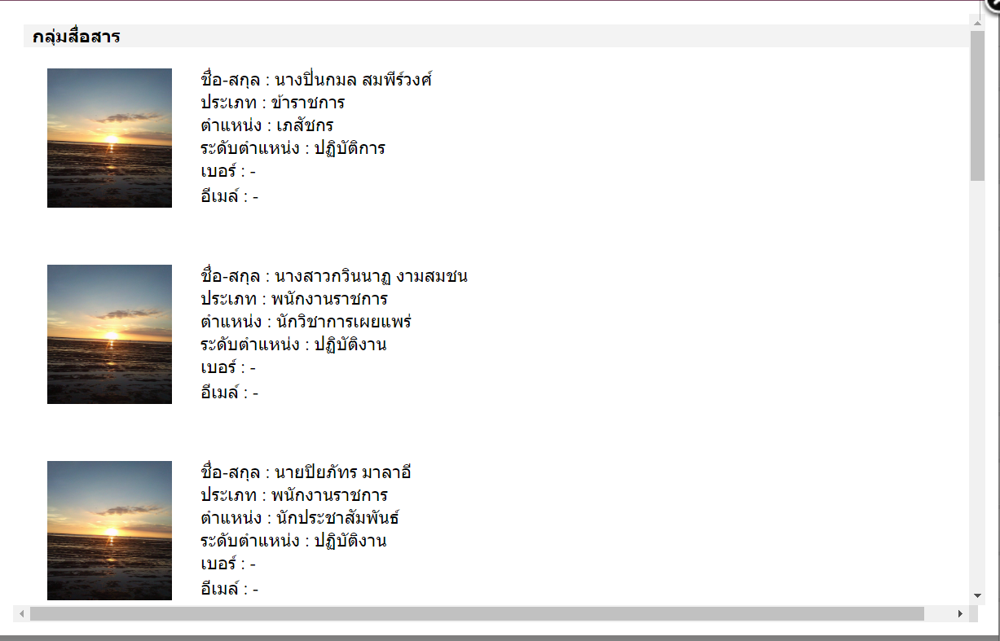 กลุ่มสื่อสาร
ชื่อ-สกุล : นางปิ่นกมล สมพีร์วงศ์
ประเภท : ข้าราชการ
ตำแหน่ง : เภสัชกร
ระดับตำแหน่ง : ปฏิบัติการ
เบอร์ : -
อีเมล์ : -
ชื่อ-สกุล : นางสาวกวินนาฏ งามสมชน
ประเภท : พนักงานราชการ
ตำแหน่ง : นักวิชาการเผยแพร่
ระดับตำแหน่ง : ปฏิบัติงาน
เบอร์ : -
อีเมล์ : -
ชื่อ-สกุล : นายปิยภัทร มาลาอี
ประเภท : พนักงานราชการ
ตำแหน่ง : นักประชาสัมพันธ์
ระดับตำแหน่ง : ปฏิบัติงาน
เบอร์ : -
อีเมล์ : -